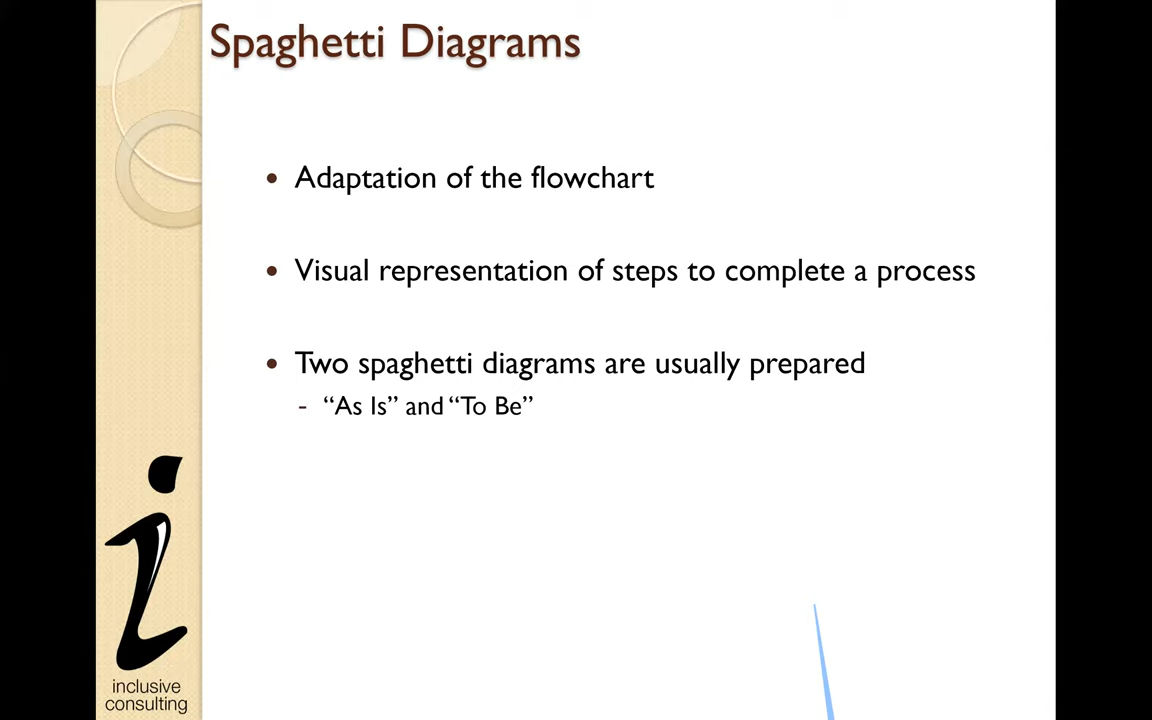 Spaghetti Diagrams
• Adaptation of the flowchart
• Visual representation of steps to complete a process
• Two spaghetti diagrams are usually prepared
- “As Is” and “To Be”
i
inclusive
consulting